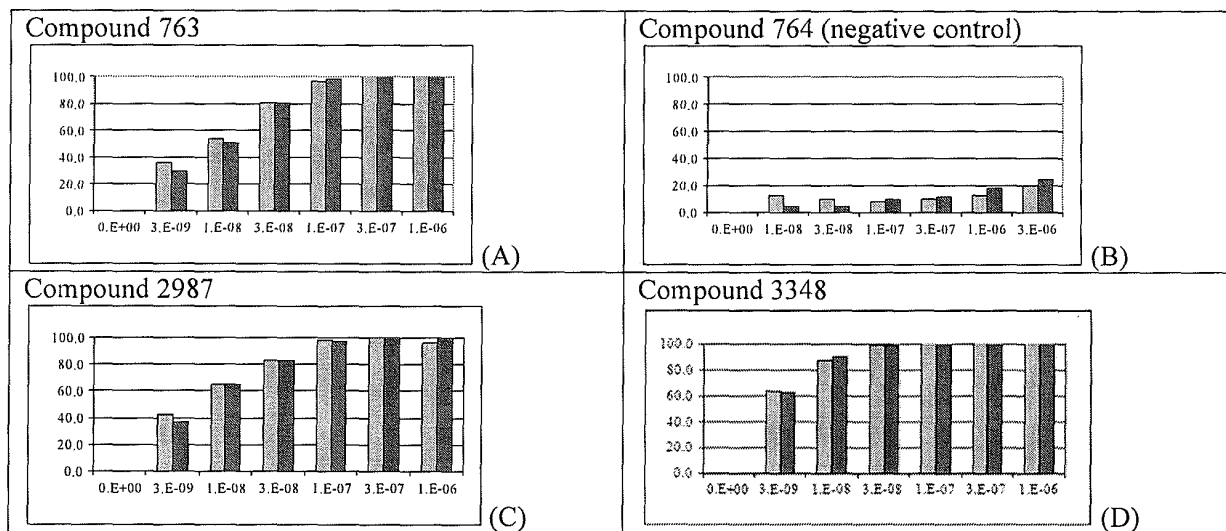 Compound 763
100.0
80.0
60.0
40.0
20.0
0.0
0.E+00 3.E-09 1.E-08 3.E-08 1.E-07 3.E-07 1.E-06
(A)
Compound 764 (negative control)
100.0
80.0
60.0
40.0
20.0
0.0
0.E+00 1.E-08 3.E-08 1.E-07 3.E-07 1.E-06 3.E-06
(B)
Compound 2987
100.0
80.0
60.0
40.0
20.0
0.0
0.E+00 3.E-09 1.E-08 3.E-08 1.E-07 3.E-07 1.E-06
(C)
Compound 3348
100.0
80.0
60.0
40.0
20.0
0.0
0.E+00 3.E-09 1.E-08 3.E-08 1.E-07 3.E-07 1.E-06
(D)